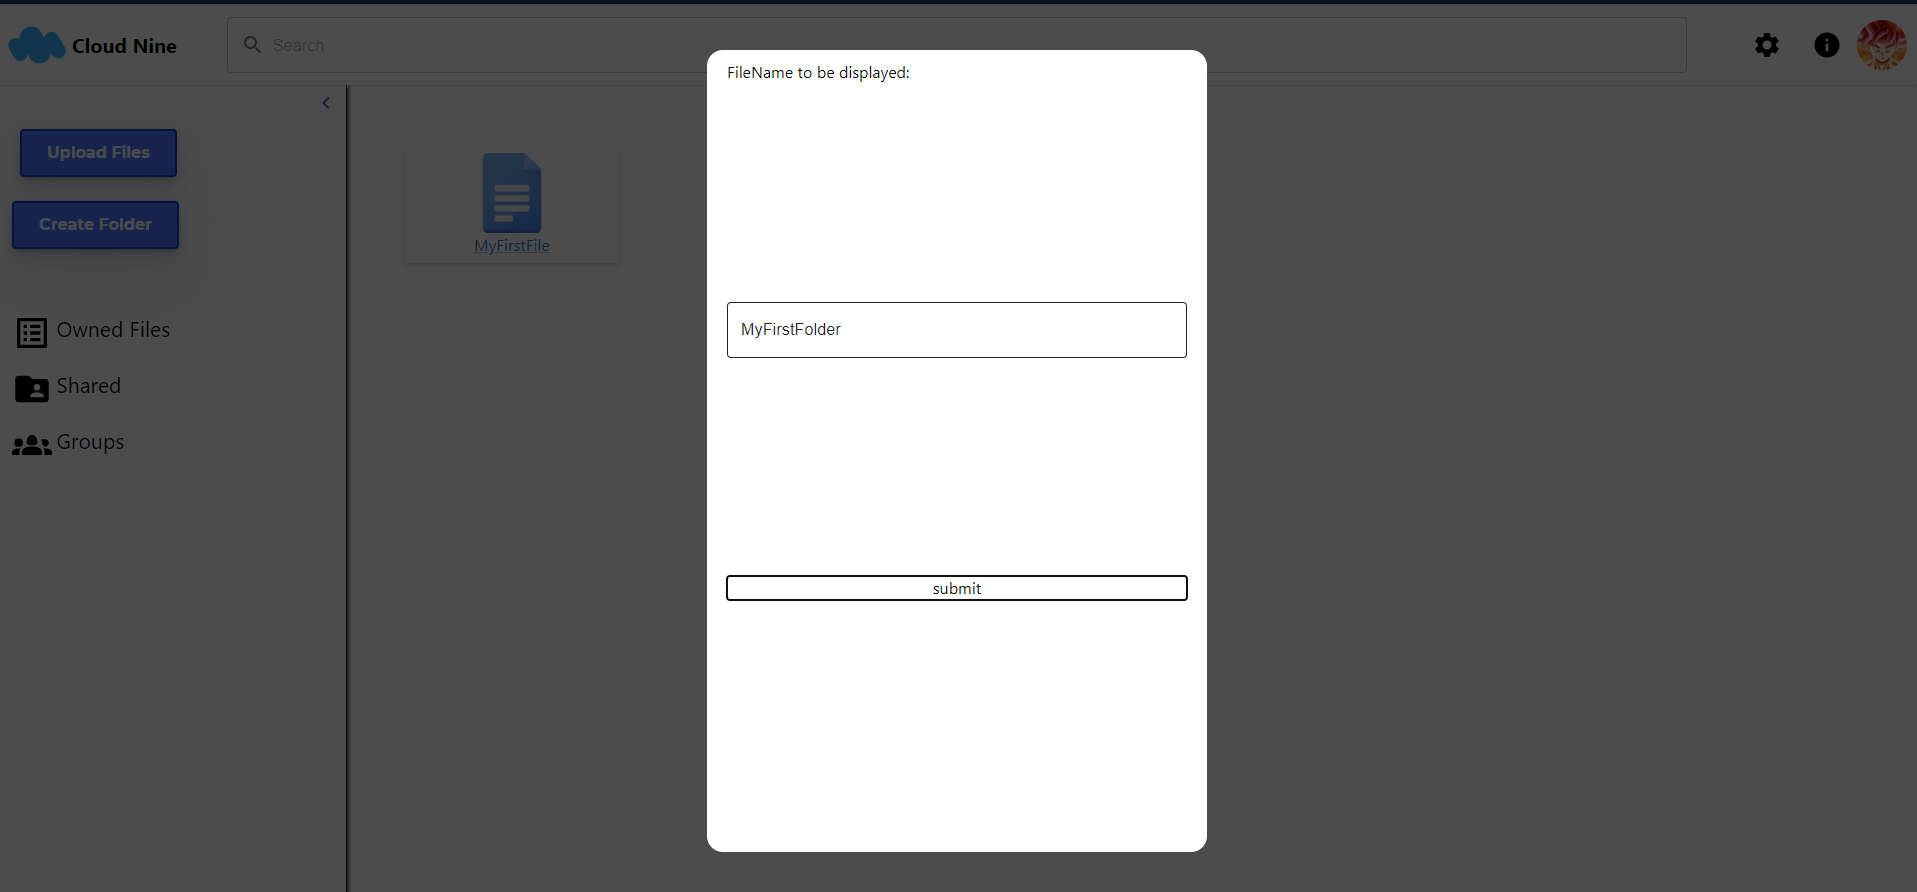 Cloud Nine
Search
FileName to be displayed:
Upload Files
Create Folder
MyFirstFile
Owned Files
MyFirstFolder
Shared
Groups
submit